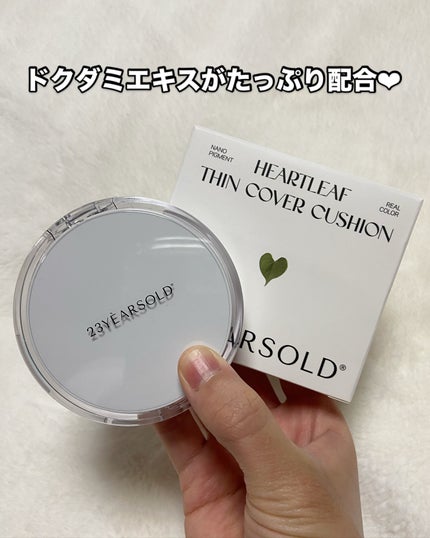 ドクダミエキスがたっぷり配合❤
NANO
PIGMENT
HEARTLEAF
THIN COVER CUSHION
REAL
COLOR
23YEARSOLD
ARSOLD®